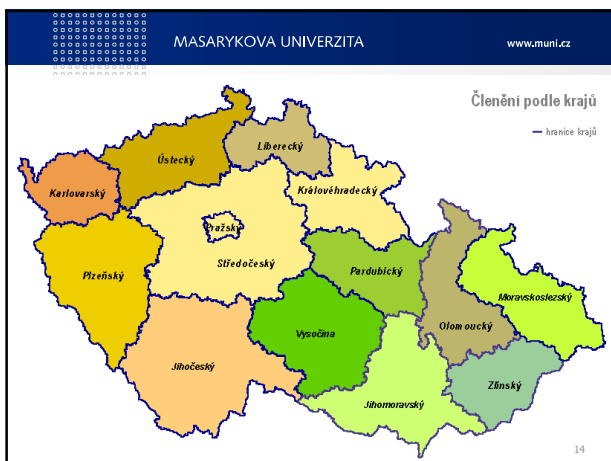 MASARYKOVA UNIVERZITA
www.muni.cz
Členění podle krajů
hranice krajů
Ústecký
Liberecký
Karlovarský
Královéhradecký
Pražský
Středočeský
Plzeňský
Pardubický
Moravskoslezský
Vysočina
Olomoucký
Jihočeský
Zlínský
Jihomoravský
14